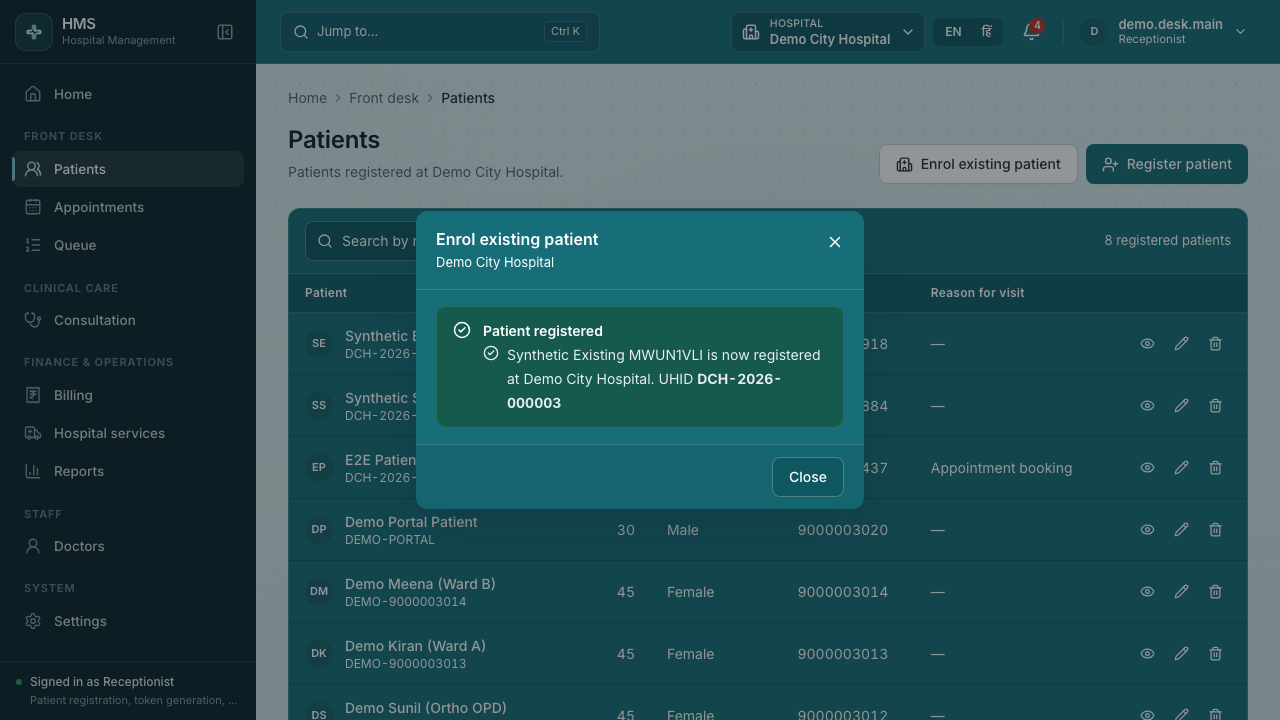 HMS
Hospital Management
Jump to...
Ctrl K
HOSPITAL
Demo City Hospital
EN
हिं
4
D
demo.desk.main
Receptionist
Home
FRONT DESK
Patients
Appointments
Queue
CLINICAL CARE
Consultation
FINANCE & OPERATIONS
Billing
Hospital services
Reports
STAFF
Doctors
SYSTEM
Settings
Signed in as Receptionist
Patient registration, token generation, ...
Home > Front desk > Patients
Patients
Patients registered at Demo City Hospital.
Enrol existing patient
Register patient
Search by
8 registered patients
Patient
Reason for visit
SE
Synthetic
DCH-2026-
918
—
SS
Synthetic
DCH-2026-
884
—
EP
E2E Patien
DCH-2026-
437
Appointment booking
DP
Demo Portal Patient
DEMO-PORTAL
30
Male
9000003020
—
DM
Demo Meena (Ward B)
DEMO-9000003014
45
Female
9000003014
—
DK
Demo Kiran (Ward A)
DEMO-9000003013
45
Female
9000003013
—
DS
Demo Sunil (Ortho OPD)
45
Female
9000003012
—
Enrol existing patient
Demo City Hospital
Patient registered
Synthetic Existing MWUN1VLI is now registered
at Demo City Hospital. UHID DCH-2026-
000003
Close